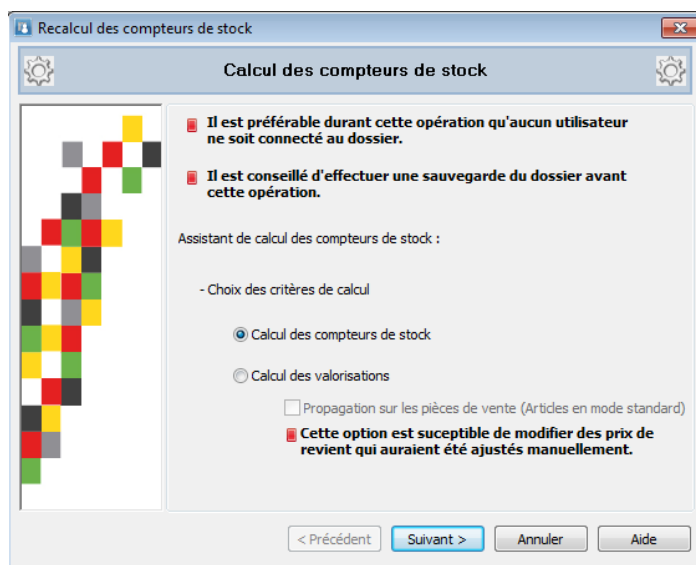 Recalcul des compteurs de stock
Calcul des compteurs de stock
Il est préférable durant cette opération qu'aucun utilisateur
ne soit connecté au dossier.
Il est conseillé d'effectuer une sauvegarde du dossier avant
cette opération.
Assistant de calcul des compteurs de stock :
- Choix des critères de calcul
Calcul des compteurs de stock
Calcul des valorisations
Propagation sur les pièces de vente (Articles en mode standard)
Cette option est suceptible de modifier des prix de
revient qui auraient été ajustés manuellement.
< Précédent Suivant > Annuler Aide